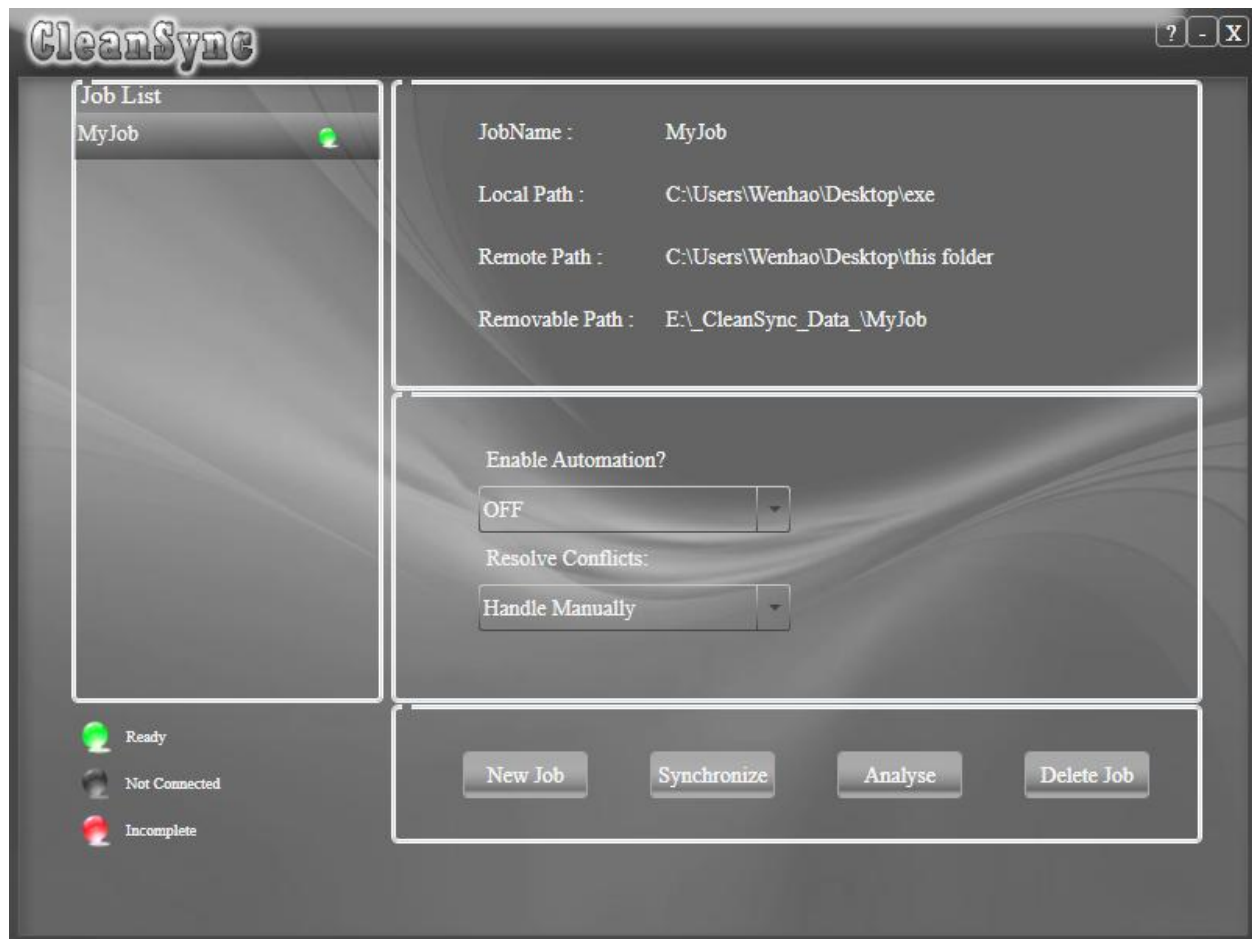 CleanSync
? - X
Job List
MyJob
JobName : MyJob
Local Path : C:\Users\Wenhao\Desktop\exe
Remote Path : C:\Users\Wenhao\Desktop\this folder
Removable Path : E:\_CleanSync_Data_\MyJob
Enable Automation?
OFF
Resolve Conflicts:
Handle Manually
Ready
Not Connected
Incomplete
New Job Synchronize Analyse Delete Job